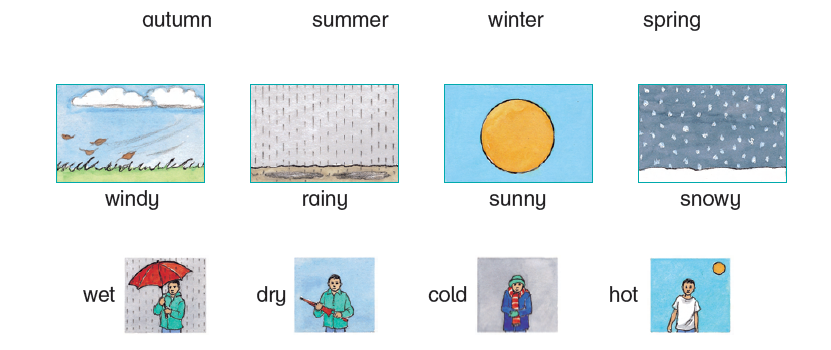 autumn summer winter spring
windy rainy sunny snowy
wet dry cold hot